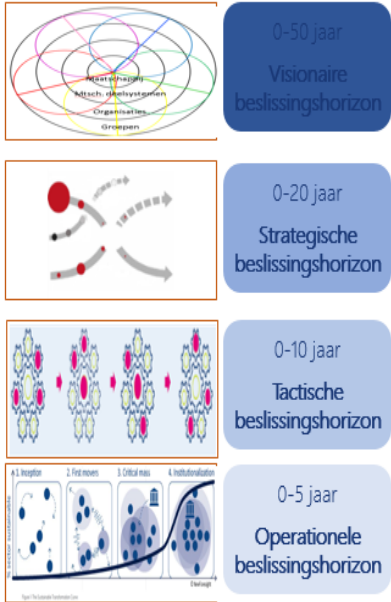 Maatschappij
Mtsch. deelsystemen
Organisaties
Groepen
0-50 jaar
Visionaire
beslissingshorizon
0-20 jaar
Strategische
beslissingshorizon
0-10 jaar
Tactische
beslissingshorizon
1. Inception
2. First movers
3. Critical mass
4. Institutionalization
0-5 jaar
Operationele
beslissingshorizon